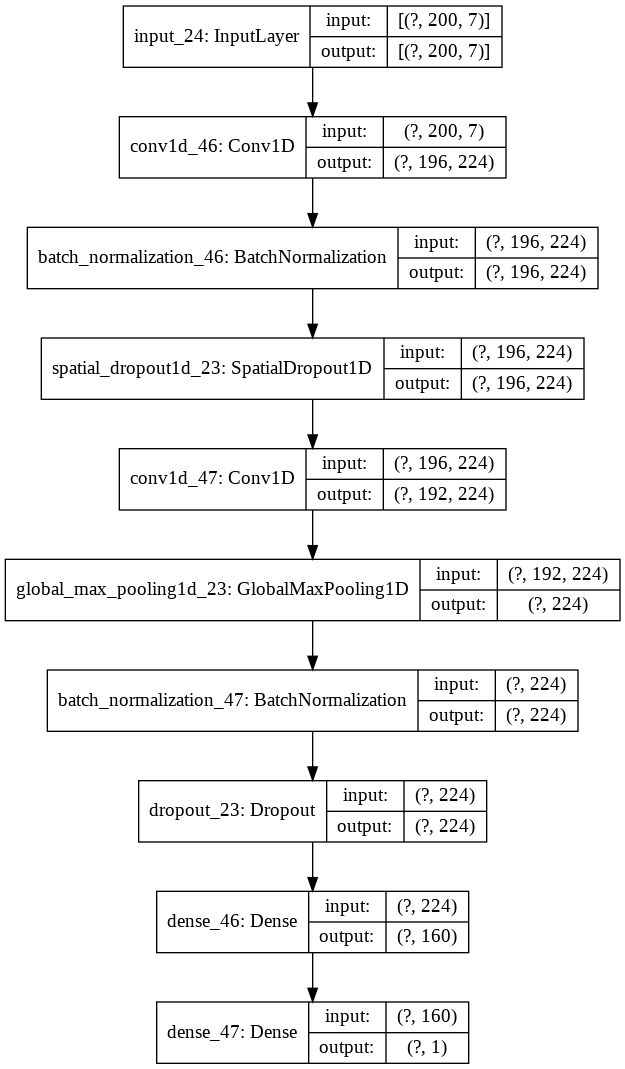 input_24: InputLayer
input: [(?, 200, 7)]
output: [(?, 200, 7)]
conv1d_46: Conv1D
input: (?, 200, 7)
output: (?, 196, 224)
batch_normalization_46: BatchNormalization
input: (?, 196, 224)
output: (?, 196, 224)
spatial_dropout1d_23: SpatialDropout1D
input: (?, 196, 224)
output: (?, 196, 224)
conv1d_47: Conv1D
input: (?, 196, 224)
output: (?, 192, 224)
global_max_pooling1d_23: GlobalMaxPooling1D
input: (?, 192, 224)
output: (?, 224)
batch_normalization_47: BatchNormalization
input: (?, 224)
output: (?, 224)
dropout_23: Dropout
input: (?, 224)
output: (?, 224)
dense_46: Dense
input: (?, 224)
output: (?, 160)
dense_47: Dense
input: (?, 160)
output: (?, 1)